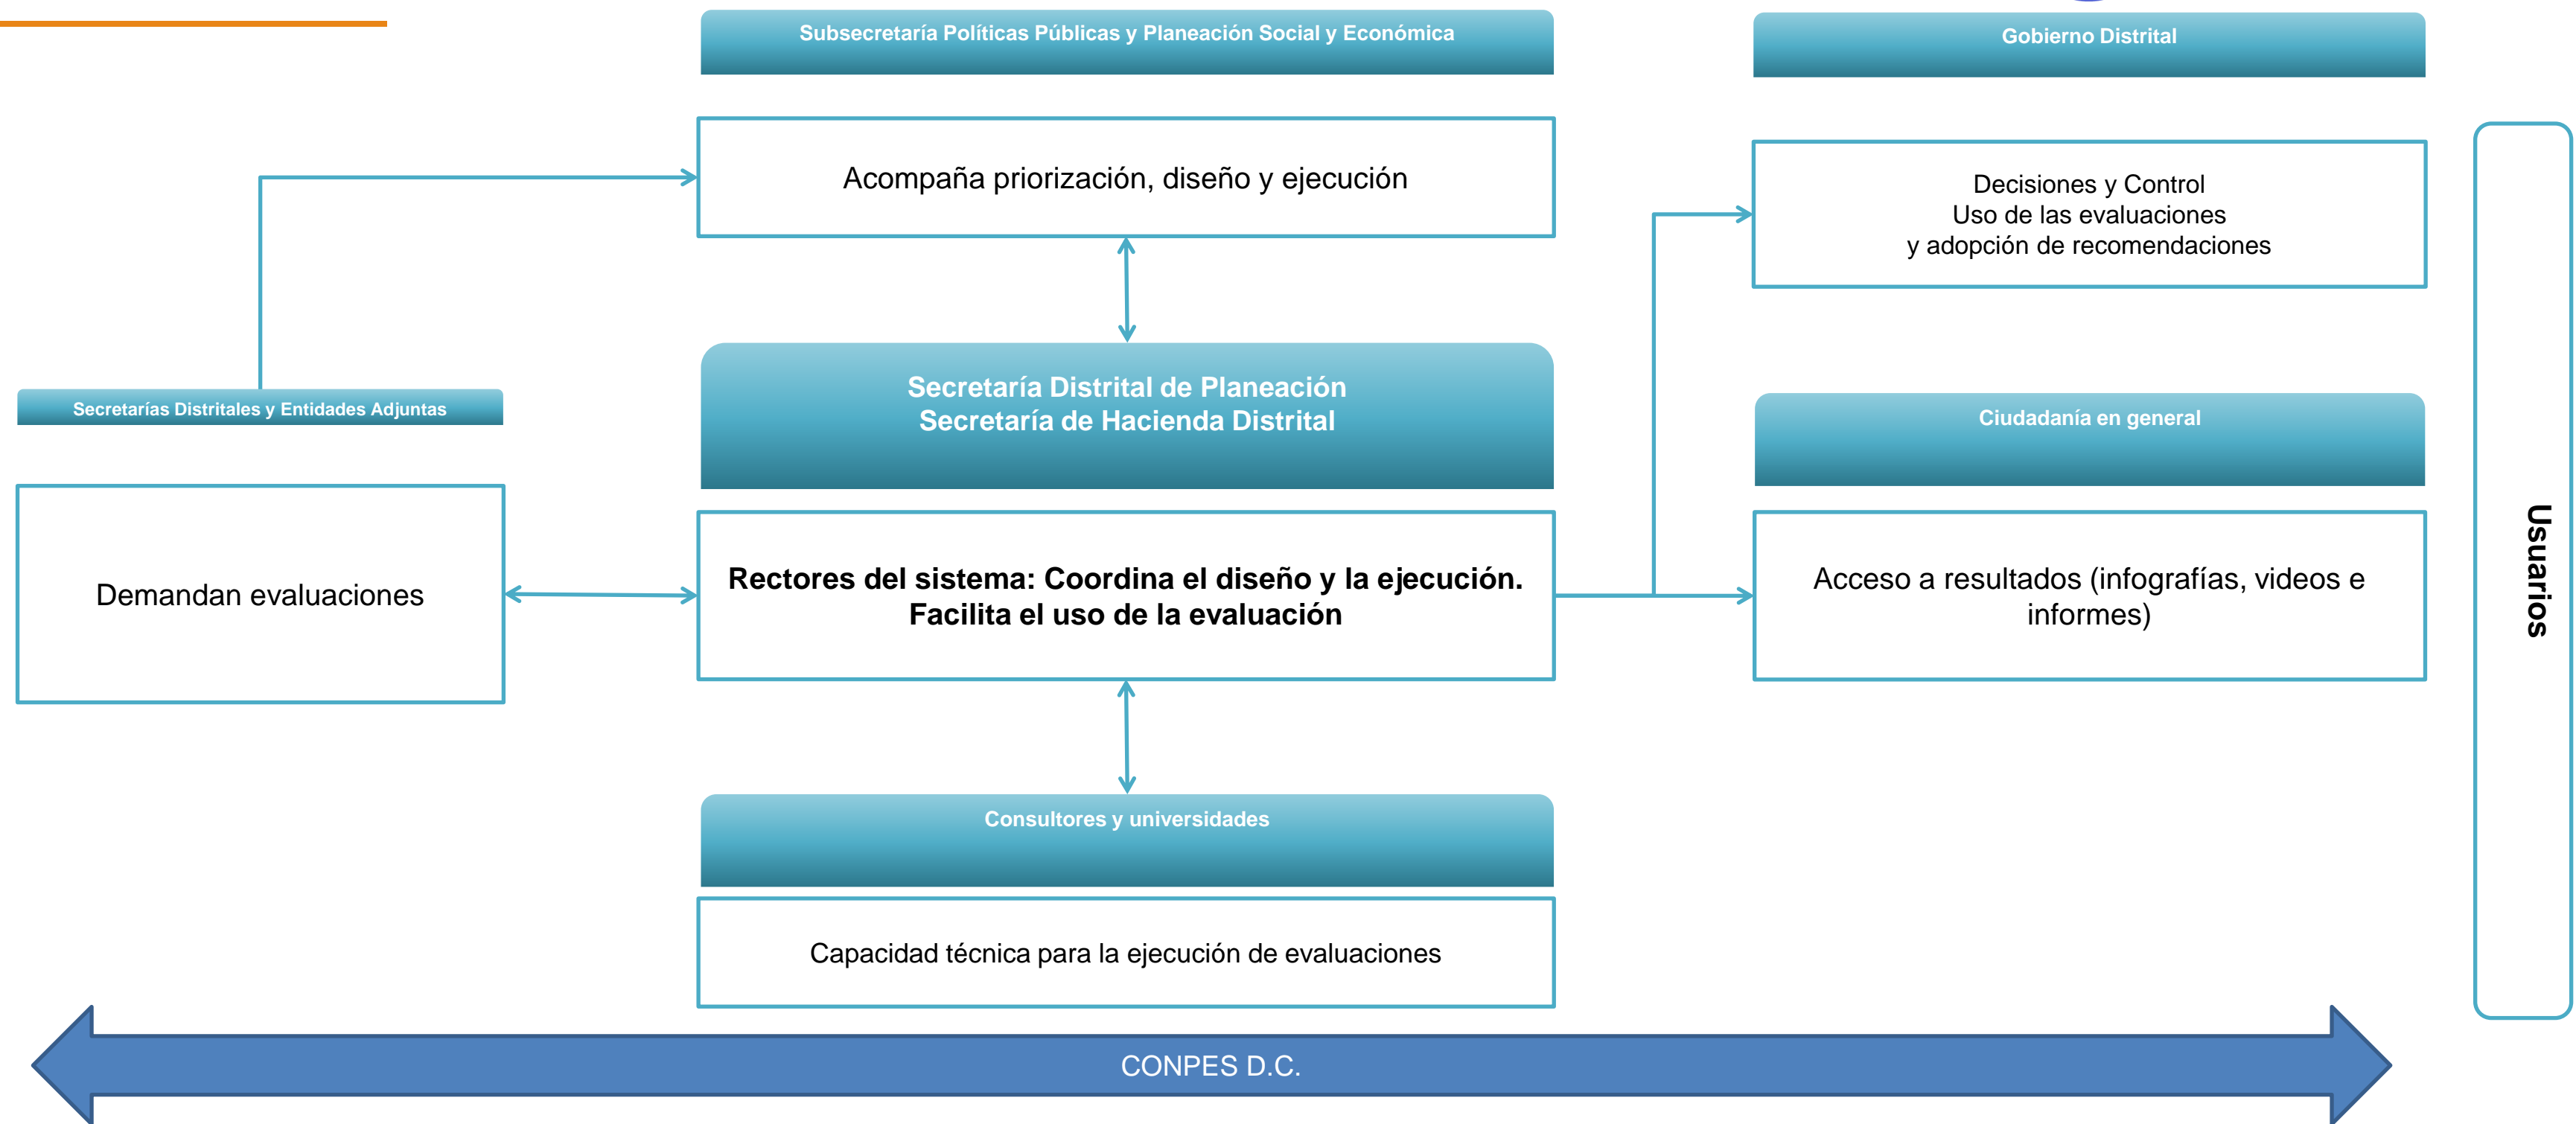 Subsecretaría Políticas Públicas y Planeación Social y Económica
Gobierno Distrital
Acompaña priorización, diseño y ejecución
Decisiones y Control
Uso de las evaluaciones
y adopción de recomendaciones
Secretarías Distritales y Entidades Adjuntas
Secretaría Distrital de Planeación
Secretaría de Hacienda Distrital
Ciudadanía en general
Demandan evaluaciones
Rectores del sistema: Coordina el diseño y la ejecución.
Facilita el uso de la evaluación
Acceso a resultados (infografías, videos e
informes)
Usuarios
Consultores y universidades
Capacidad técnica para la ejecución de evaluaciones
CONPES D.C.